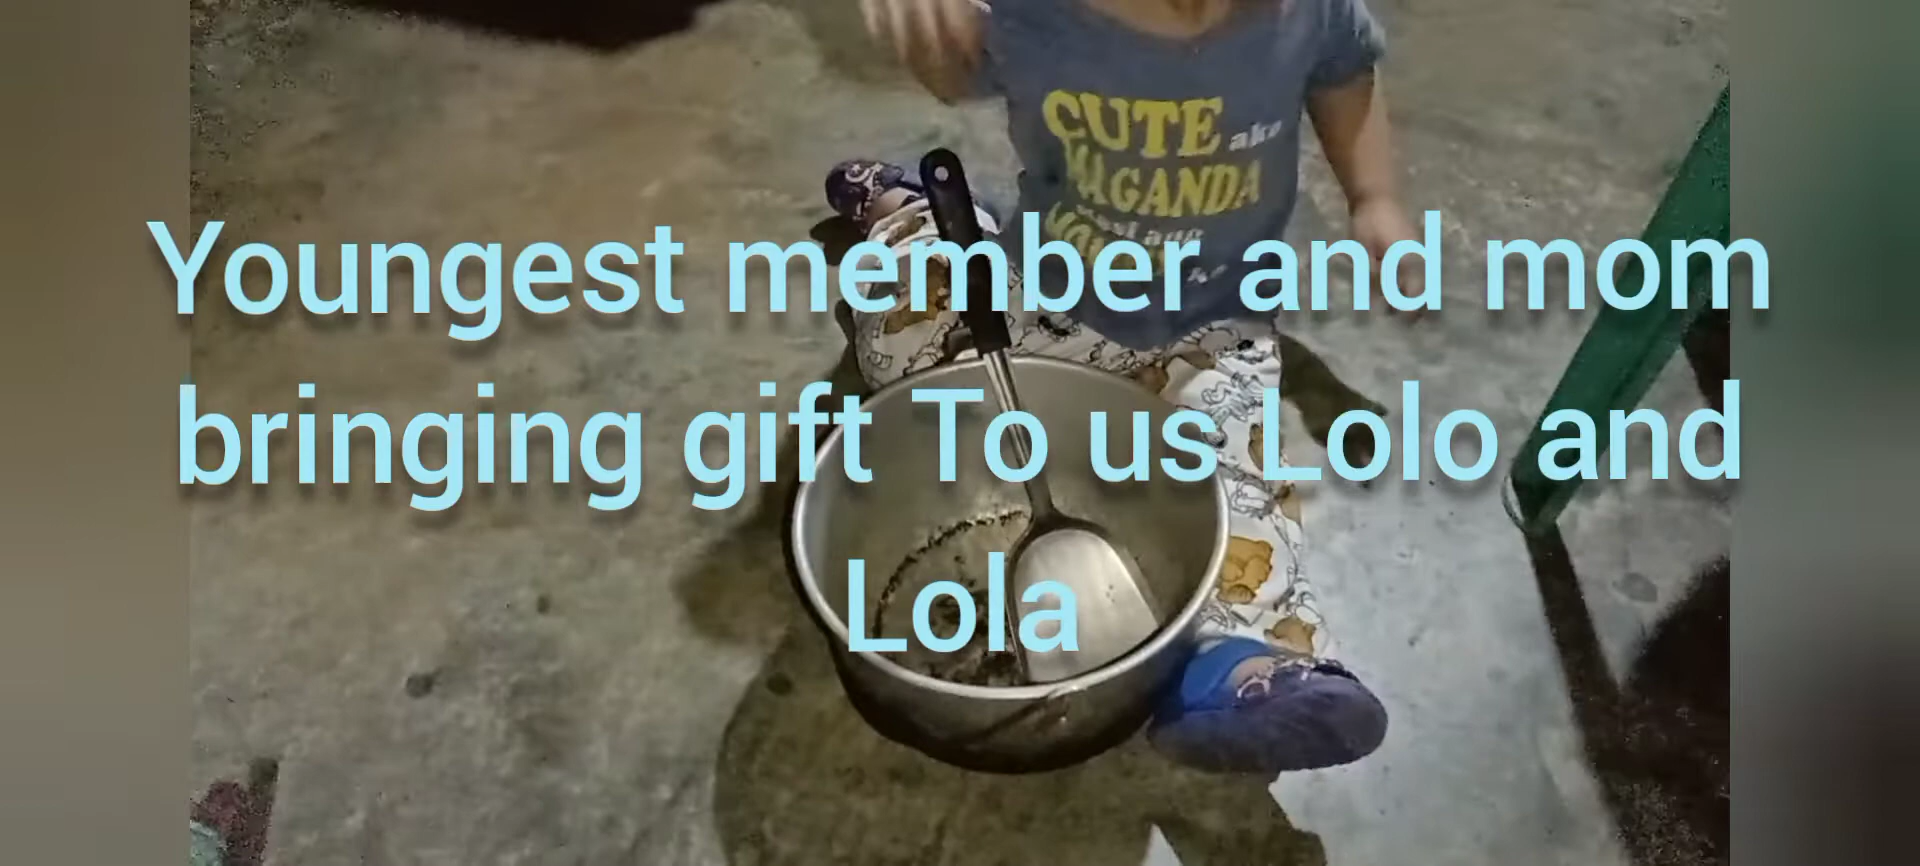 CUTE ako
MAGANDA
Youngest member and mom
bringing gift To us Lolo and
Lola